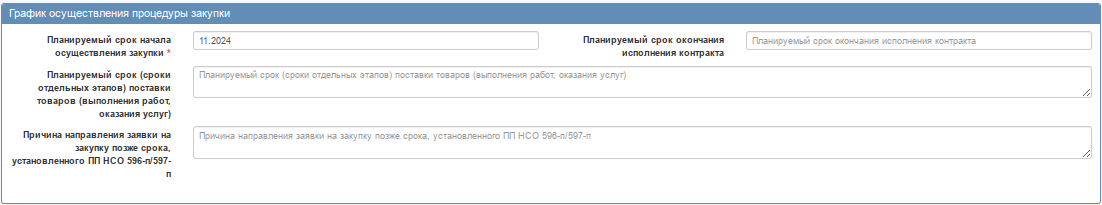 График осуществления процедуры закупки
Планируемый срок начала
осуществления закупки *
11.2024
Планируемый срок окончания
исполнения контракта
Планируемый срок окончания исполнения контракта
Планируемый срок (сроки
отдельных этапов) поставки
товаров (выполнения работ,
оказания услуг)
Планируемый срок (сроки отдельных этапов) поставки товаров (выполнения работ, оказания услуг)
Причина направления заявки на
закупку позже срока,
установленного ПП НСО 596-п/597-
п
Причина направления заявки на закупку позже срока, установленного ПП НСО 596-п/597-п